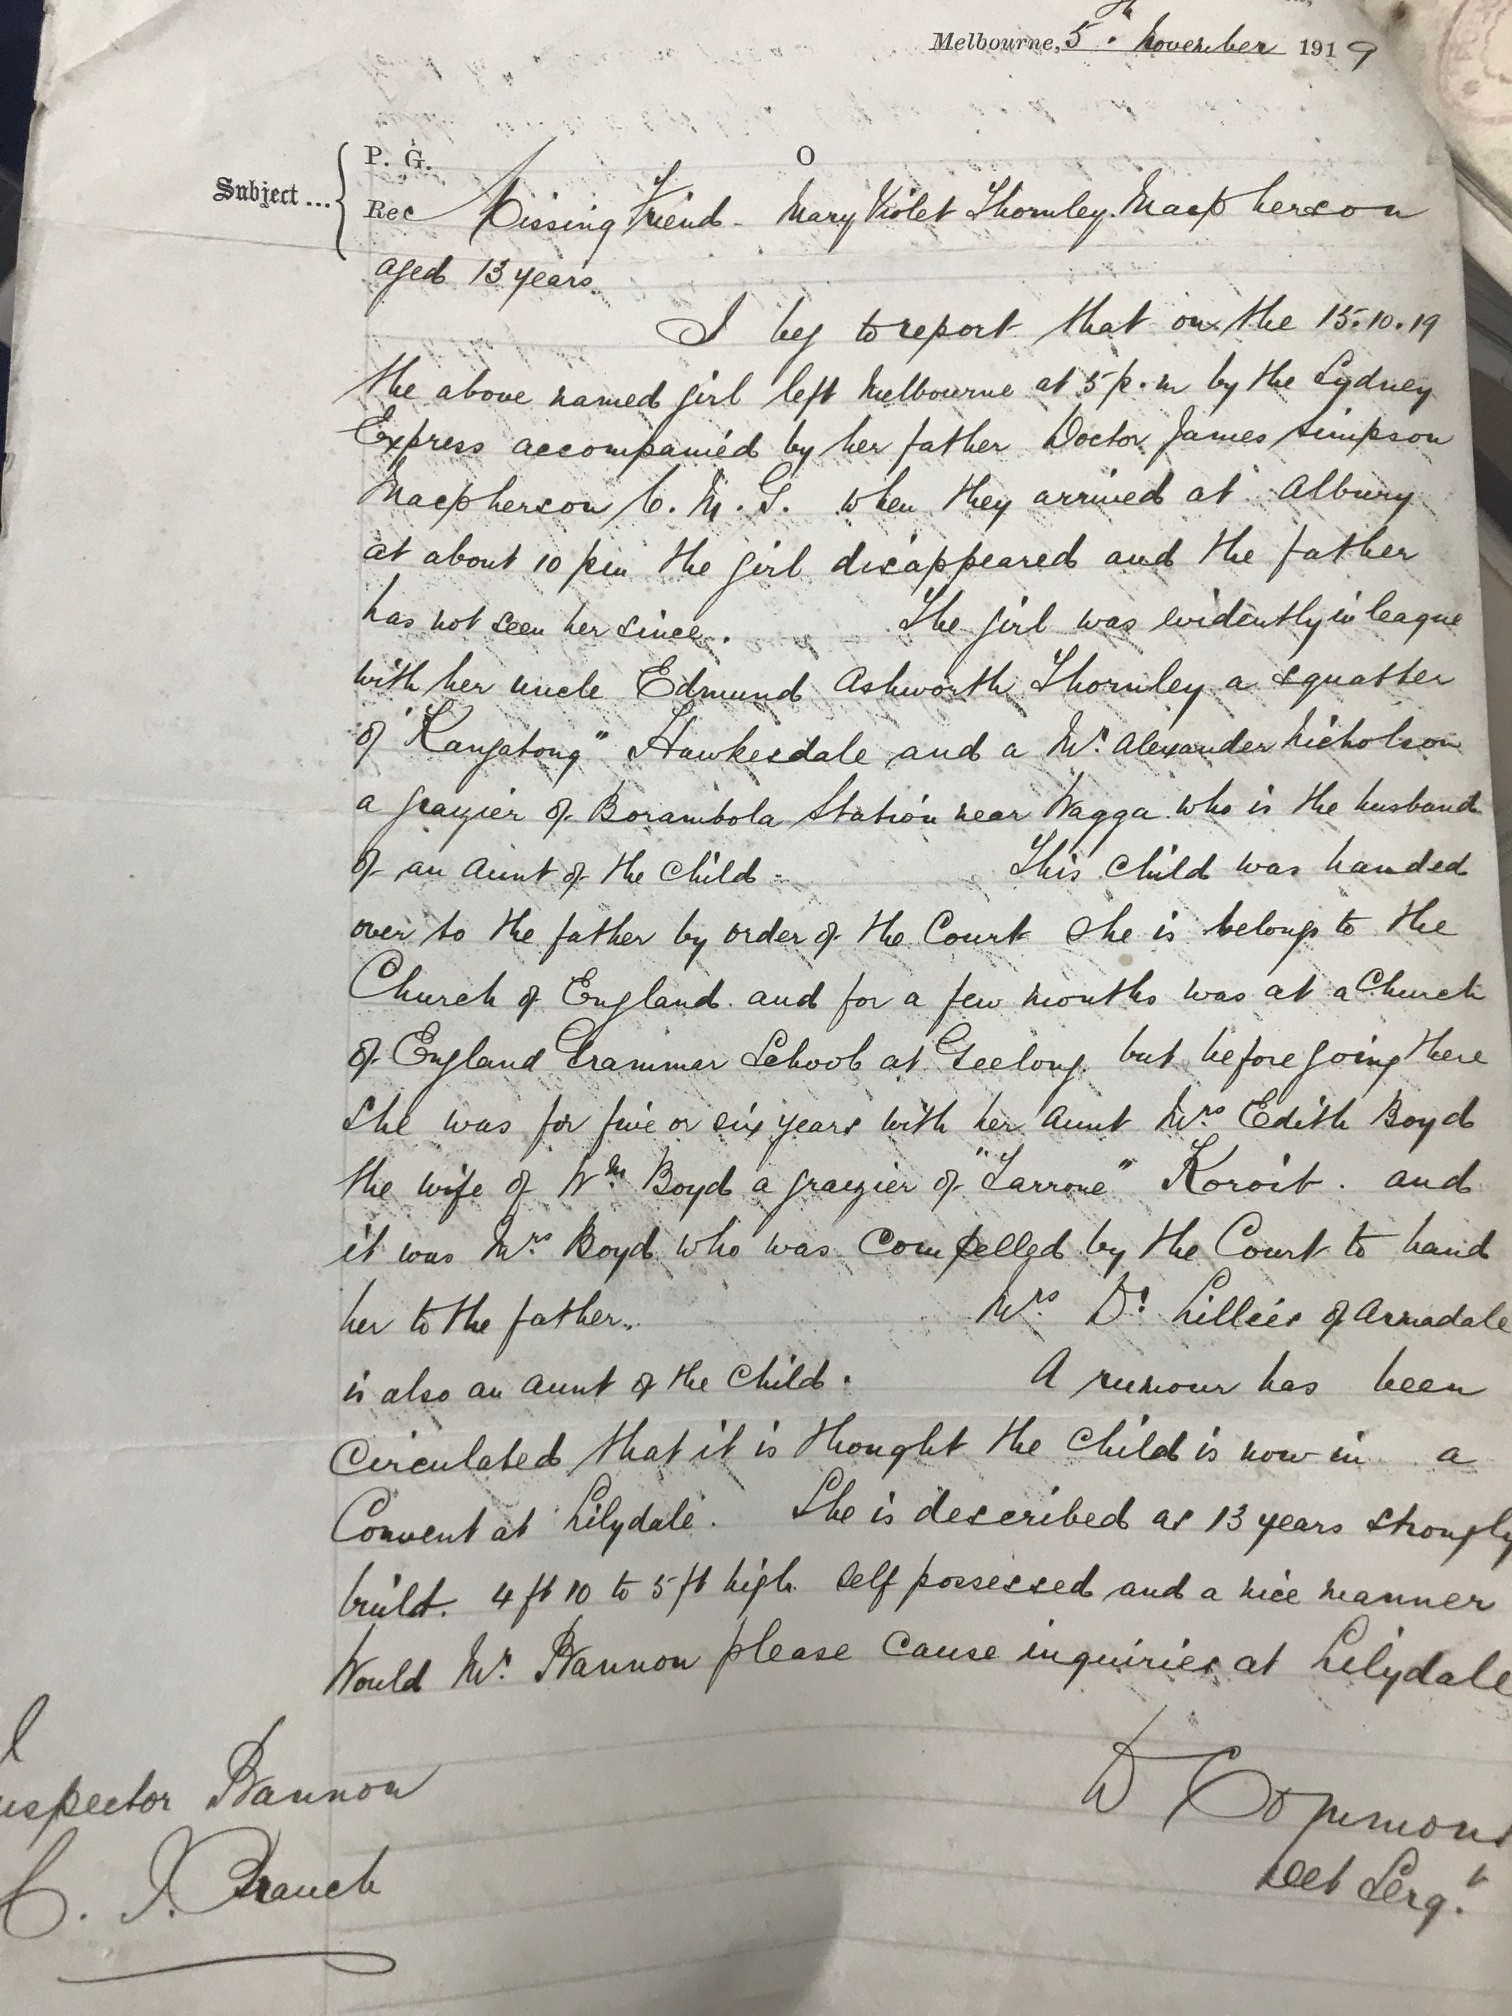 Melbourne, 5th November 1919
P. G. O
Subject ... Rec Missing Friend - Mary Violet Thornley Macpherson
aged 13 years.
I beg to report that on the 15.10.19
the above named girl left Melbourne at 5 p.m by the Sydney
Express accompanied by her father Doctor James Simpson
Macpherson C. M. G. when they arrived at Albury
at about 10 pm the girl disappeared and the father
has not seen her since. The girl was evidently in league
with her uncle Edmund Ashworth Thornley a squatter
of "Kangatong" Hawkesdale and a Mr. Alexander Nicholson
a grazier of Borambola Station near Wagga who is the husband
of an aunt of the child - This child was handed
over to the father by order of the Court She is belongs to the
Church of England. and for a few months was at a Church
of England Grammar School at Geelong. but before going there
she was for five or six years with her aunt Mrs Edith Boyd
the wife of Wm Boyd a grazier of "Tarrone" Koroit. and
it was Mrs Boyd who was compelled by the Court to hand
her to the father. Mrs Dr Lillies of Armadale
is also an aunt of the child. A rumour has been
circulated that it is thought the child is now in a
Convent at Lilydale. She is described as 13 years strongly
build. 4 ft 10 to 5 ft high self possessed and a nice manner
Would Mr. Bannon please cause inquiries at Lilydale
Inspector Bannon
C. I. Branch
D
Det Sergt.